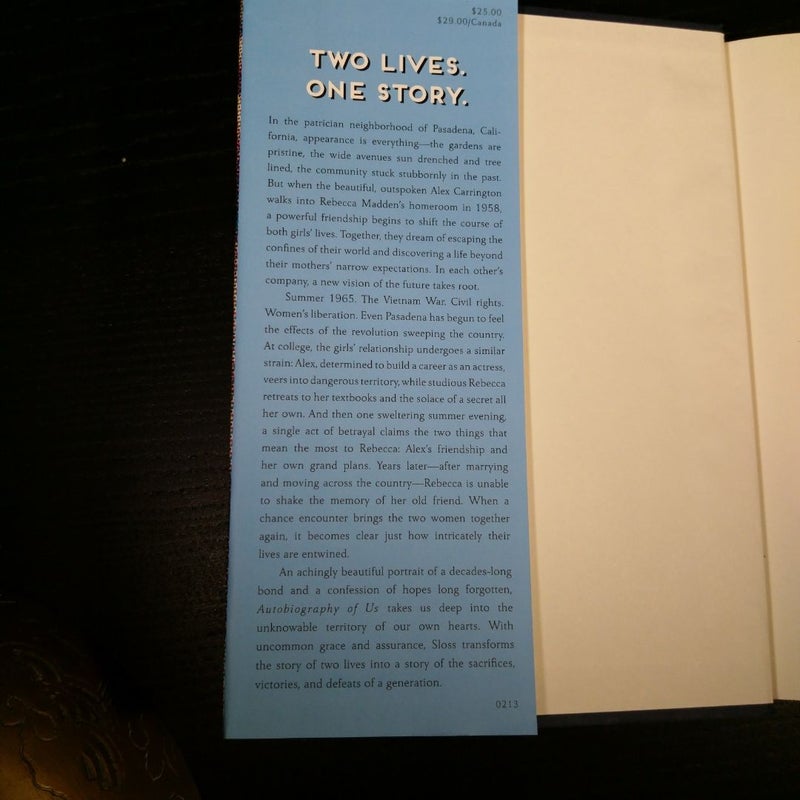 $25.00
$29.00/Canada
TWO LIVES.
ONE STORY.
In the patrician neighborhood of Pasadena, Cali-
fornia, appearance is everything—the gardens are
pristine, the wide avenues sun drenched and tree
lined, the community stuck stubbornly in the past.
But when the beautiful, outspoken Alex Carrington
walks into Rebecca Madden's homeroom in 1958,
a powerful friendship begins to shift the course of
both girls' lives. Together, they dream of escaping the
confines of their world and discovering a life beyond
their mothers' narrow expectations. In each other's
company, a new vision of the future takes root.
Summer 1965. The Vietnam War. Civil rights.
Women's liberation. Even Pasadena has begun to feel
the effects of the revolution sweeping the country.
At college, the girls' relationship undergoes a similar
strain: Alex, determined to build a career as an actress,
veers into dangerous territory, while studious Rebecca
retreats to her textbooks and the solace of a secret all
her own. And then one sweltering summer evening,
a single act of betrayal claims the two things that
mean the most to Rebecca: Alex's friendship and
her own grand plans. Years later—after marrying
and moving across the country—Rebecca is unable
to shake the memory of her old friend. When a
chance encounter brings the two women together
again, it becomes clear just how intricately their
lives are entwined.
An achingly beautiful portrait of a decades-long
bond and a confession of hopes long forgotten,
Autobiography of Us takes us deep into the
unknowable territory of our own hearts. With
uncommon grace and assurance, Sloss transforms
the story of two lives into a story of the sacrifices,
victories, and defeats of a generation.
0213